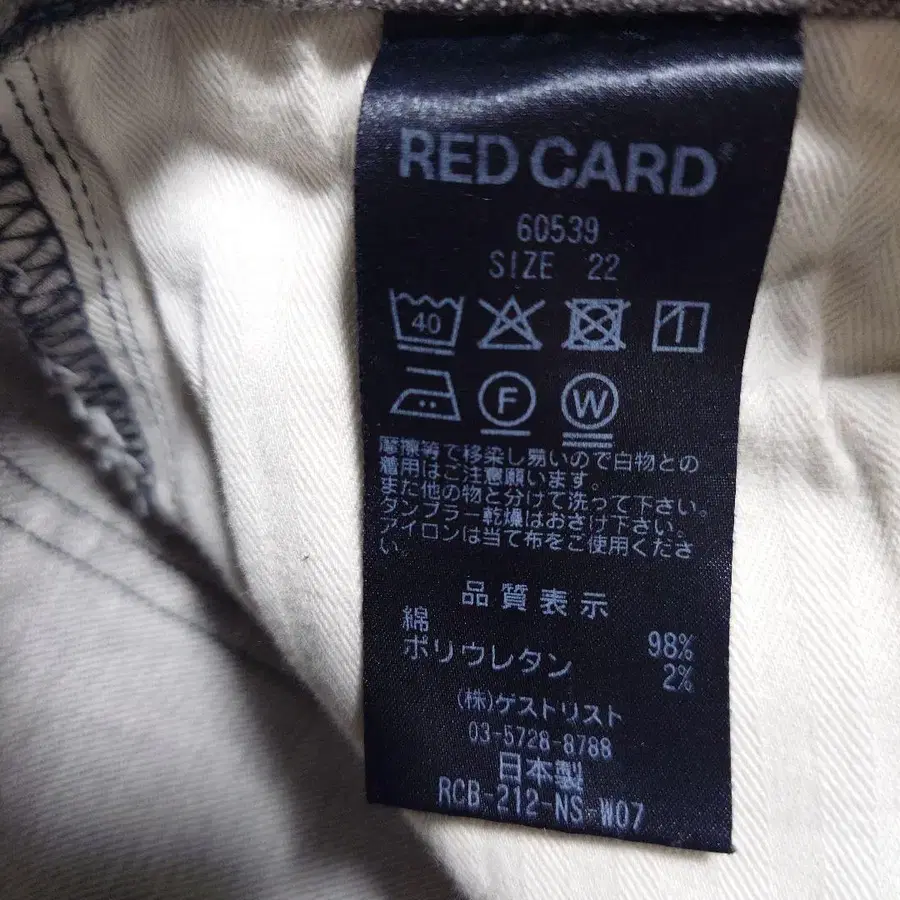 RED CARD®
60539
SIZE 22
40
F W
摩擦等で移染し易いので白物との
着用はご注意願います。
また他の物と分けて洗って下さい。
タンブラー乾燥はおさけ下さい。
アイロンは当て布をご使用くださ
い。
品質表示
綿 98%
ポリウレタン 2%
(株)ゲストリスト
03-5728-8788
日本製
RCB-212-NS-W07